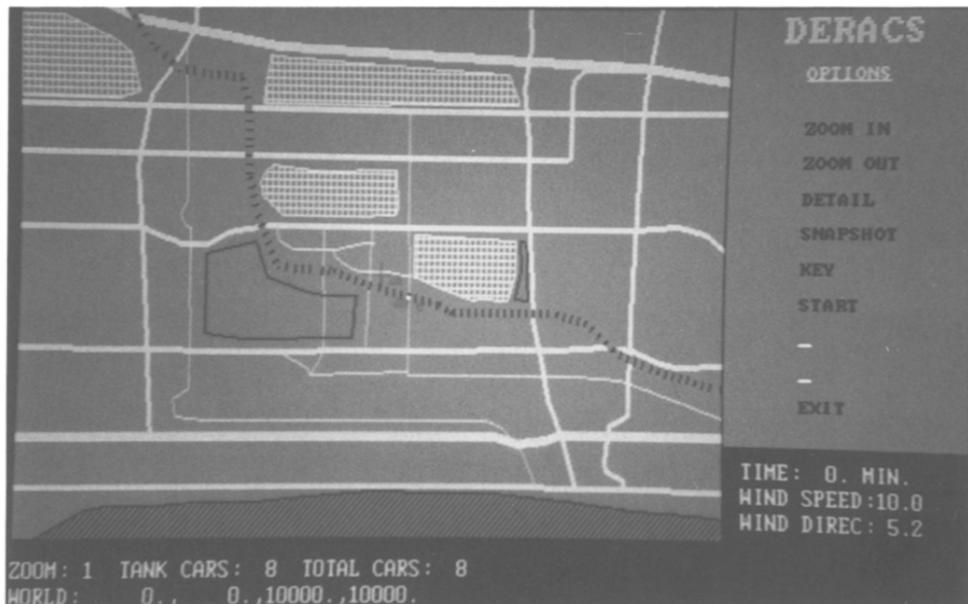 DERACS
OPTIONS
ZOOM IN
ZOOM OUT
DETAIL
SNAPSHOT
KEY
START
EXIT
TIME: 0. MIN.
WIND SPEED:10.0
WIND DIREC: 5.2
ZOOM: 1 TANK CARS: 8 TOTAL CARS: 8
WORLD: 0., 0.,10000.,10000.